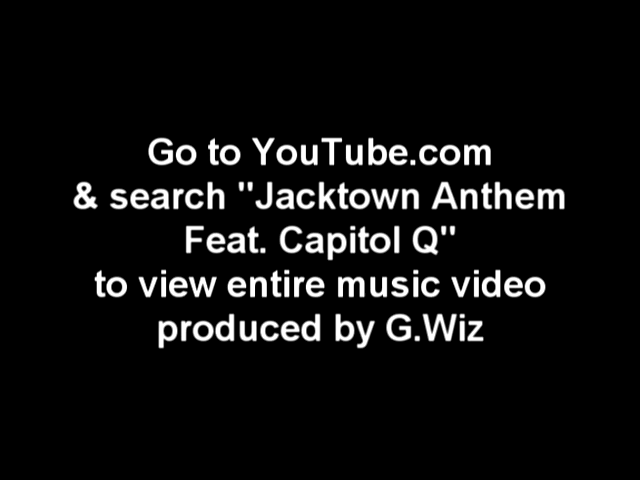 Go to YouTube.com
& search "Jacktown Anthem
Feat. Capitol Q"
to view entire music video
produced by G.Wiz